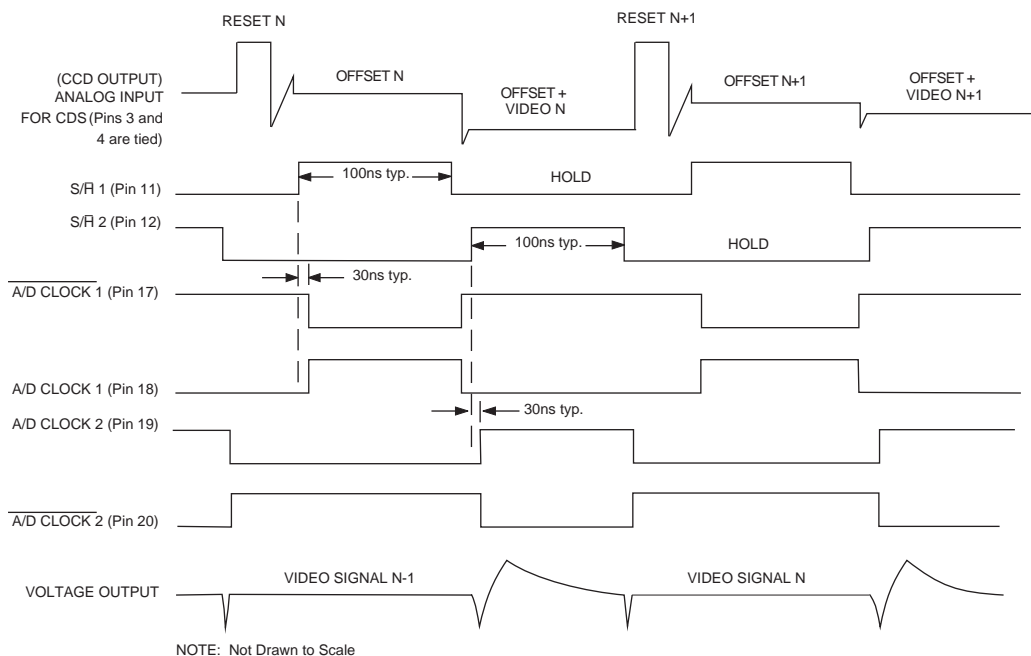 RESET N
RESET N+1
(CCD OUTPUT)
ANALOG INPUT
FOR CDS (Pins 3 and
4 are tied)
OFFSET N
OFFSET +
VIDEO N
OFFSET N+1
OFFSET +
VIDEO N+1
S/H̅ 1 (Pin 11)
100ns typ.
HOLD
S/H̅ 2 (Pin 12)
100ns typ.
HOLD
30ns typ.
A/D CLOCK 1 (Pin 17)
A/D CLOCK 1 (Pin 18)
30ns typ.
A/D CLOCK 2 (Pin 19)
A/D CLOCK 2 (Pin 20)
VOLTAGE OUTPUT
VIDEO SIGNAL N-1
VIDEO SIGNAL N
NOTE: Not Drawn to Scale